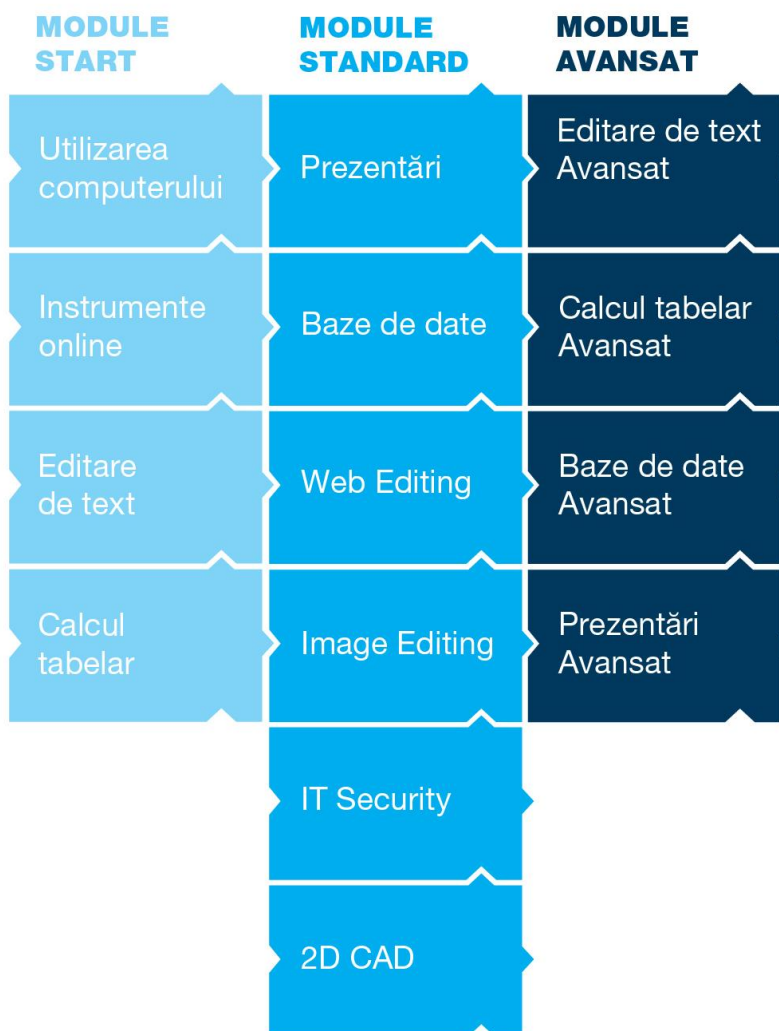 MODULE
START
Utilizarea
computerului
Instrumente
online
Editare
de text
Calcul
tabelar
MODULE
STANDARD
Prezentări
Baze de date
Web Editing
Image Editing
IT Security
2D CAD
MODULE
AVANSAT
Editare de text
Avansat
Calcul tabelar
Avansat
Baze de date
Avansat
Prezentări
Avansat